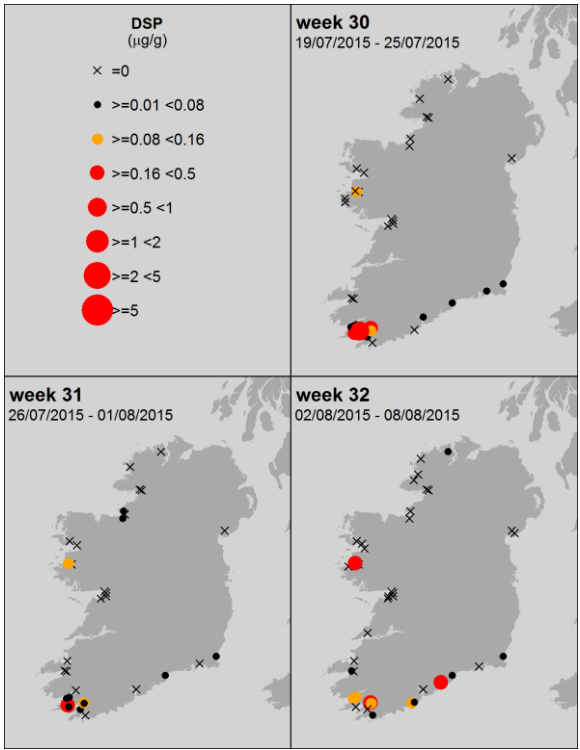 DSP
(µg/g)
=0
>=0.01 <0.08
>=0.08 <0.16
>=0.16 <0.5
>=0.5 <1
>=1 <2
>=2 <5
>=5
week 30
19/07/2015 - 25/07/2015
week 31
26/07/2015 - 01/08/2015
week 32
02/08/2015 - 08/08/2015